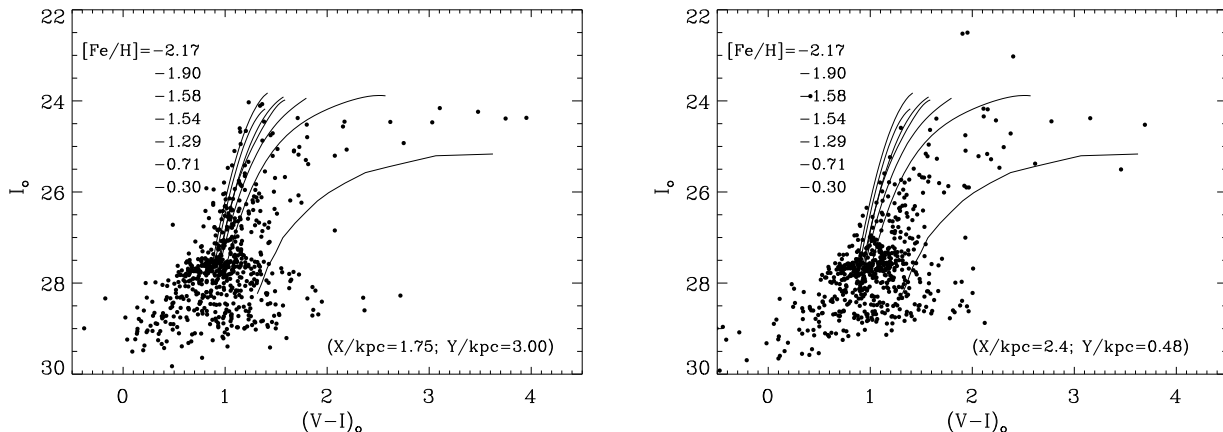 22
24
26
28
30
I₀
[Fe/H]=−2.17
−1.90
−1.58
−1.54
−1.29
−0.71
−0.30
(X/kpc=1.75; Y/kpc=3.00)
0 1 2 3 4
(V−I)₀
22
24
26
28
30
I₀
[Fe/H]=−2.17
−1.90
−1.58
−1.54
−1.29
−0.71
−0.30
(X/kpc=2.4; Y/kpc=0.48)
0 1 2 3 4
(V−I)₀